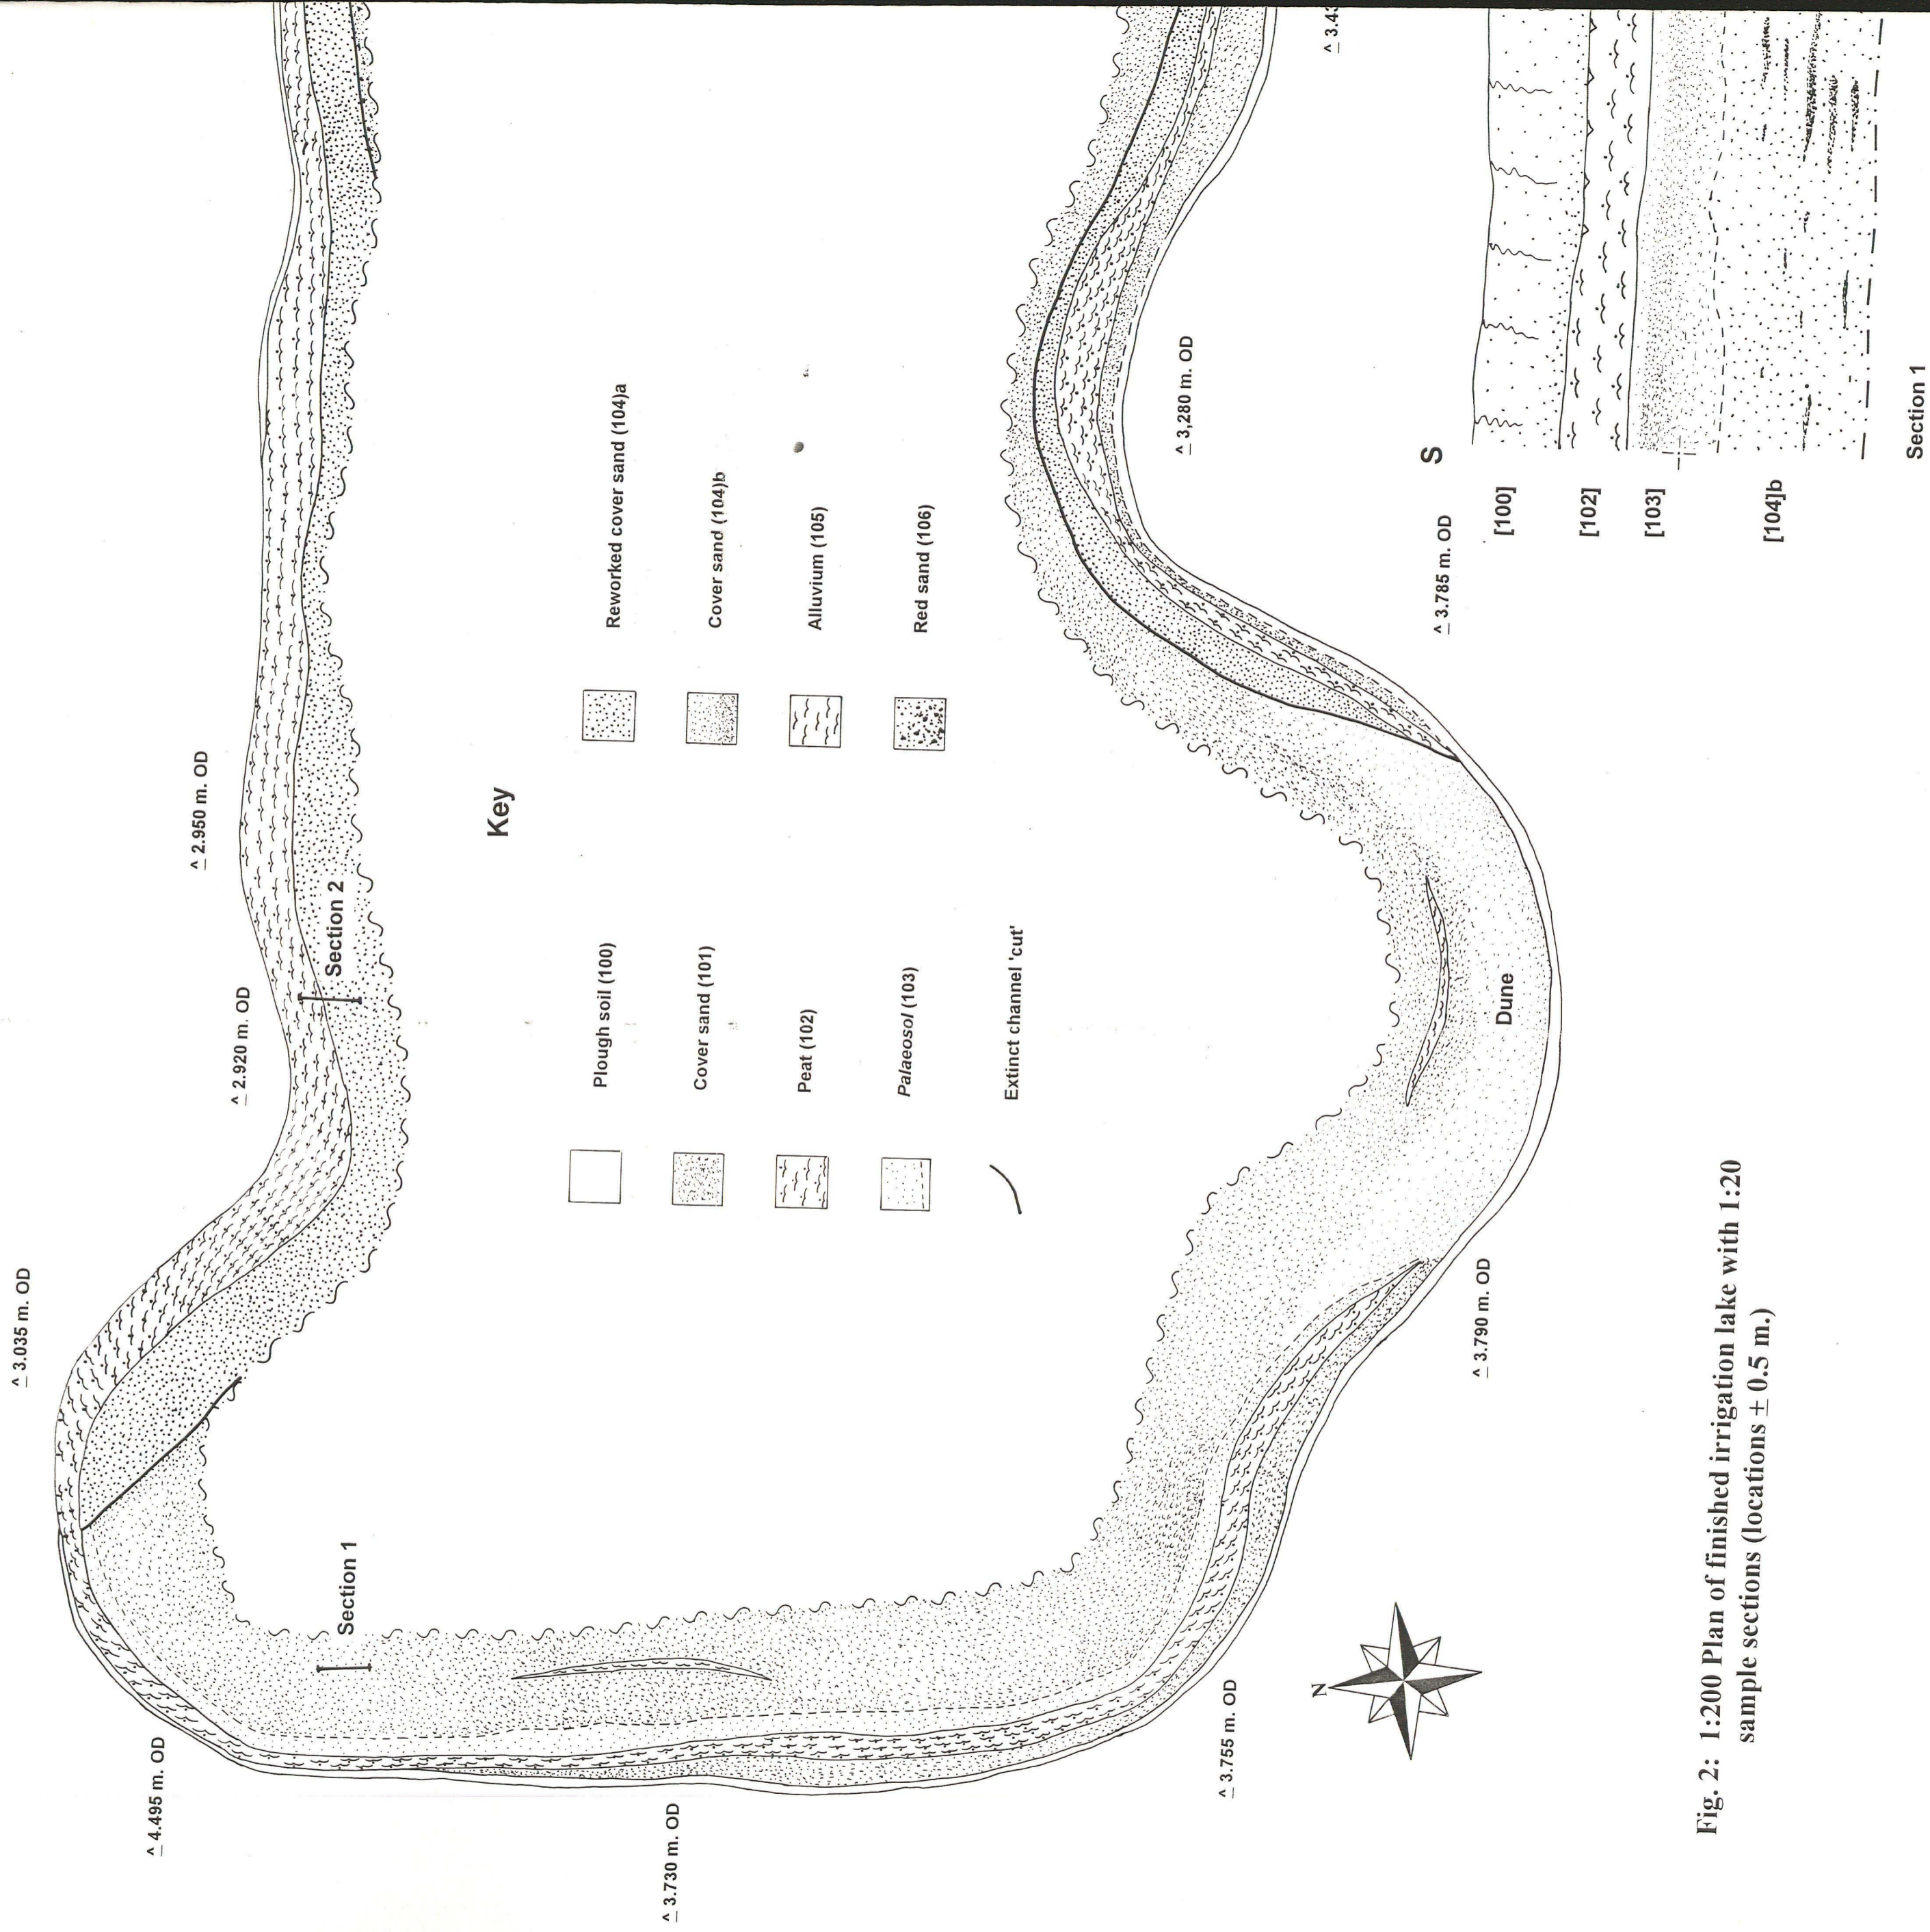 ^ 4.495 m. OD
^ 3.035 m. OD
^ 2.920 m. OD
^ 2.950 m. OD
Section 1
Section 2
^ 3.730 m. OD
Key
Plough soil (100)
Reworked cover sand (104)a
Cover sand (101)
Cover sand (104)b
Peat (102)
Alluvium (105)
Palaeosol (103)
Red sand (106)
Extinct channel 'cut'
^ 3.755 m. OD
^ 3,280 m. OD
N
^ 3.43
^ 3.790 m. OD
Dune
^ 3.785 m. OD
S
[100]
[102]
[103]
[104]b
Section 1
Fig. 2: 1:200 Plan of finished irrigation lake with 1:20
sample sections (locations ± 0.5 m.)